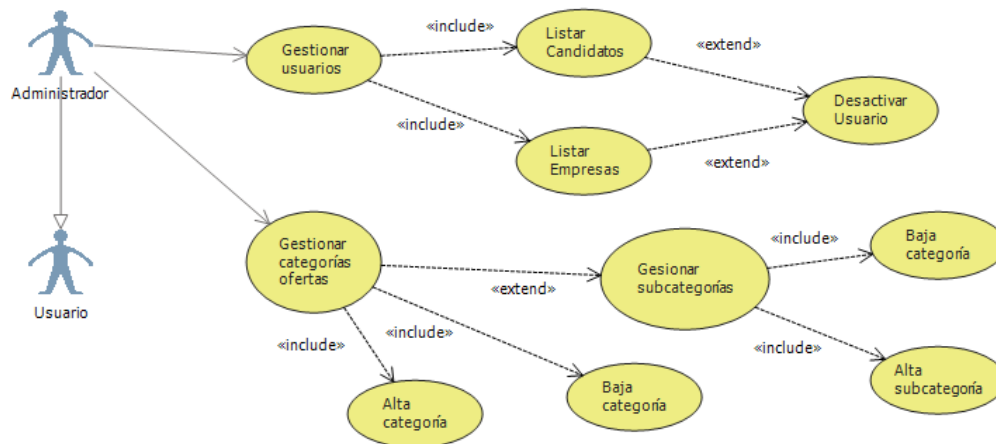 Administrador
Gestionar
usuarios
«include»
Listar
Candidatos
«extend»
Desactivar
Usuario
«include»
Listar
Empresas
«extend»
Usuario
Gestionar
categorías
ofertas
«extend»
Gesionar
subcategorías
«include»
Baja
categoría
«include»
Alta
subcategoría
«include»
Alta
categoría
«include»
Baja
categoría